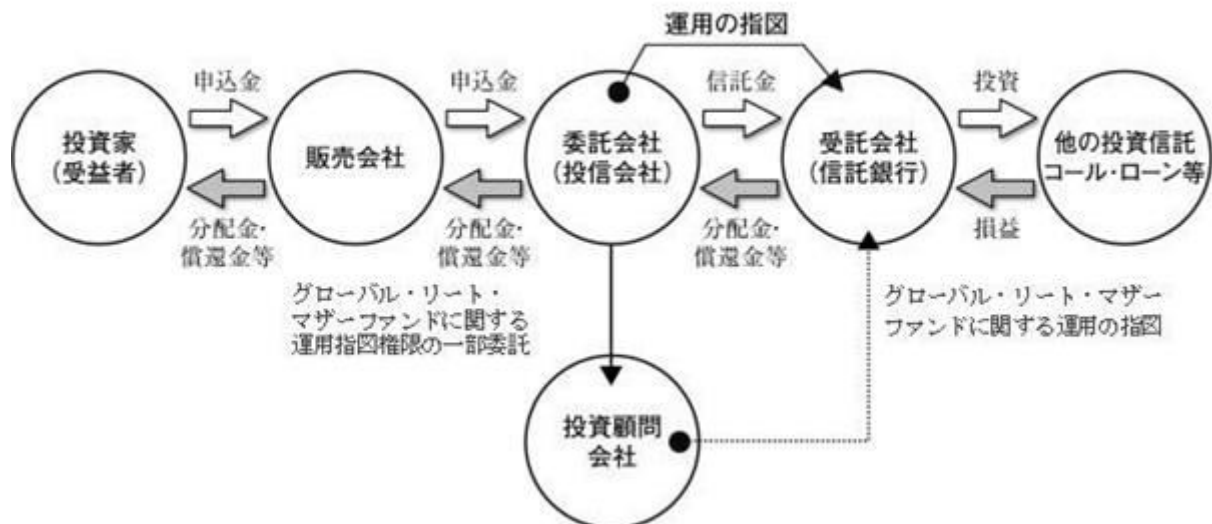 運用の指図
申込金
申込金
信託金
投資
投資家
(受益者)
販売会社
委託会社
(投信会社)
受託会社
(信託銀行)
他の投資信託
コール・ローン等
分配金・
償還金等
分配金・
償還金等
分配金・
償還金等
損益
グローバル・リート・
マザーファンドに関する
運用指図権限の一部委託
グローバル・リート・マザー
ファンドに関する運用の指図
投資顧問
会社